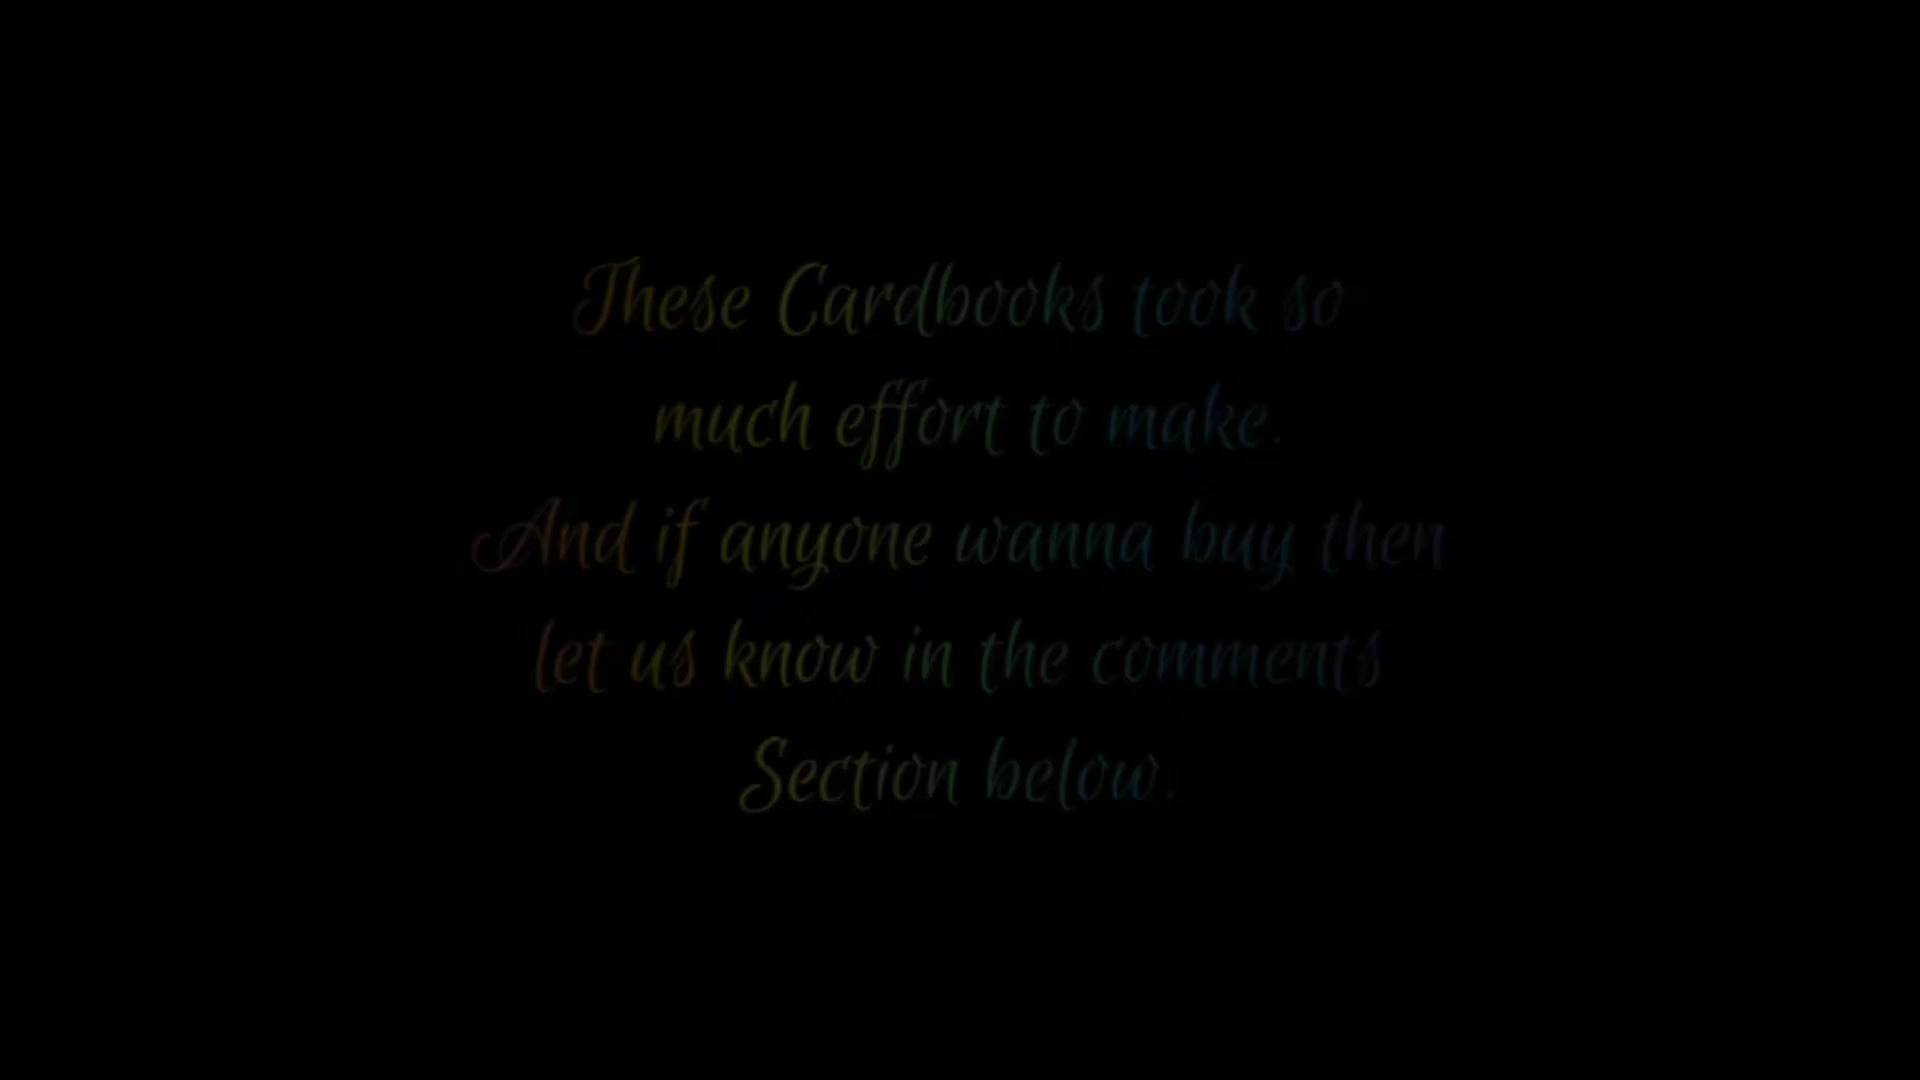 These Cardbooks took so
much effort to make.
And if anyone wanna buy then
let us know in the comments
Section below.